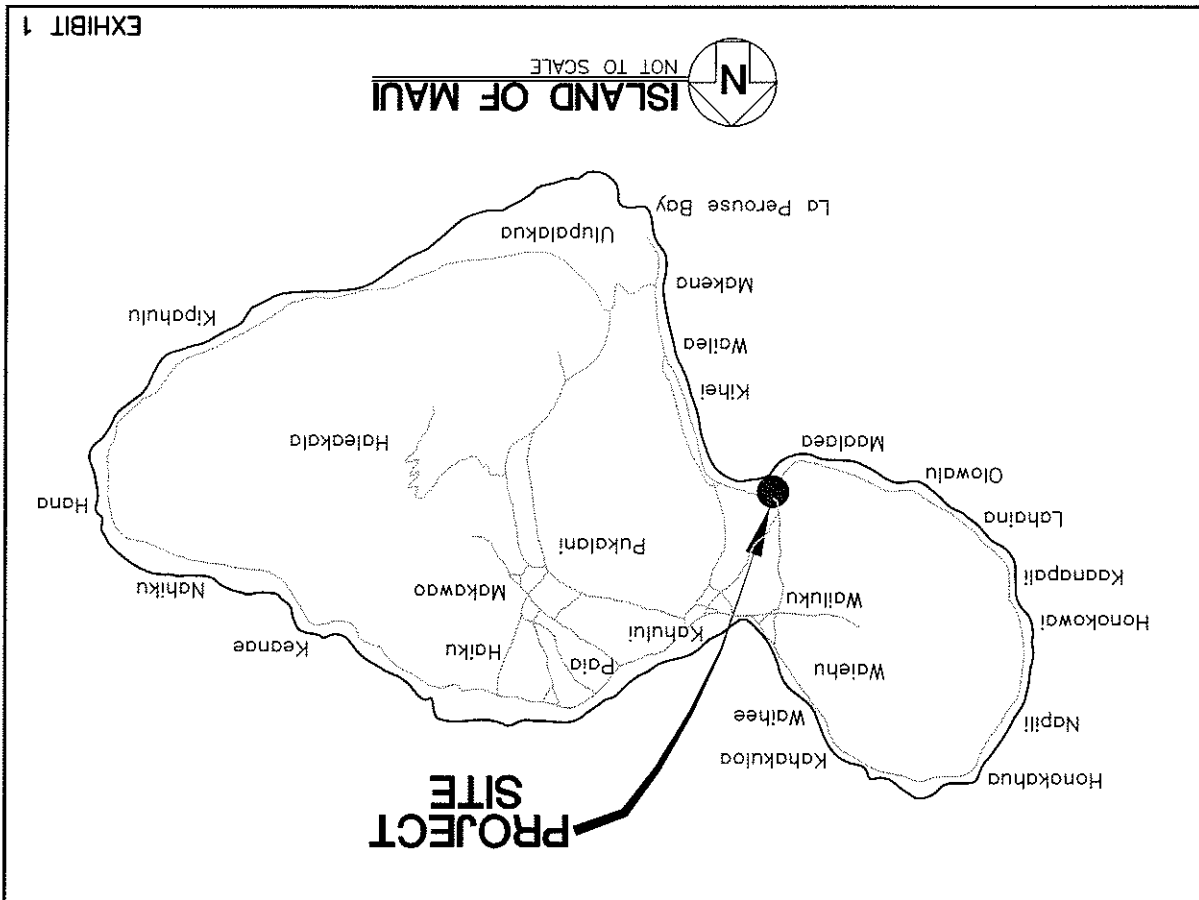 PROJECT
SITE
Honokahua
Kahakuloa
Napili
Waihee
Waiehu
Honokowai
Wailuku
Kaanapali
Kahului
Paia
Haiku
Keanae
Makawao
Nahiku
Pukalani
Lahaina
Olowalu
Maalaea
Haleakala
Hana
Kihei
Wailea
Kipahulu
Makena
Ulupalakua
La Perouse Bay
N
ISLAND OF MAUI
NOT TO SCALE
EXHIBIT 1